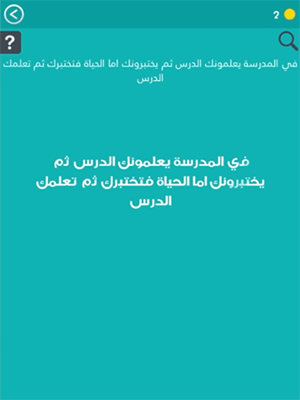 2
?
في المدرسة يعلمونك الدرس ثم يختبرونك اما الحياة فتختبرك ثم تعلمك
الدرس
في المدرسة يعلمونك الدرس ثم
يختبرونك اما الحياة فتختبرك ثم تعلمك
الدرس